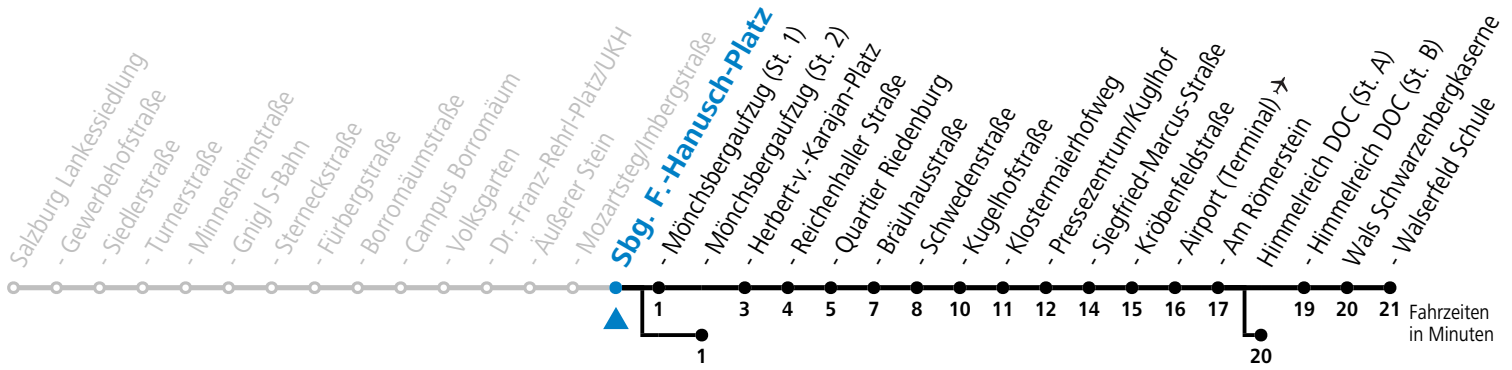 Salzburg Lankessiedlung
- Gewerbehofstraße
- Siedlerstraße
- Turnerstraße
- Minnesheimstraße
- Gnigl S-Bahn
- Sterneckstraße
- Fürbergstraße
- Borromäumstraße
- Campus Borromäum
- Volksgarten
- Dr.-Franz-Rehrl-Platz/UKH
- Äußerer Stein
- Mozartsteg/Imbergstraße
Sbg. F.-Hanusch-Platz
- Mönchsbergaufzug (St. 1)
- Mönchsbergaufzug (St. 2)
- Herbert-v.-Karajan-Platz
- Reichenhaller Straße
- Quartier Riedenburg
- Bräuhausstraße
- Schwedenstraße
- Kugelhofstraße
- Klostermaierhofweg
- Pressezentrum/Kuglhof
- Siegfried-Marcus-Straße
- Kröbenfeldstraße
- Airport (Terminal)
- Am Römerstein
Himmelreich DOC (St. A)
- Himmelreich DOC (St. B)
Wals Schwarzenbergkaserne
- Walserfeld Schule
1 3 4 5 7 8 10 11 12 14 15 16 17 19 20 21
Fahrzeiten
in Minuten
1 20